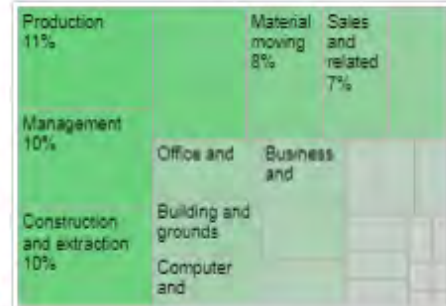 Production
11%
Management
10%
Construction
and extraction
10%
Material
moving
8%
Sales
and
related
7%
Office and
Building and
grounds
Computer
and
Business
and